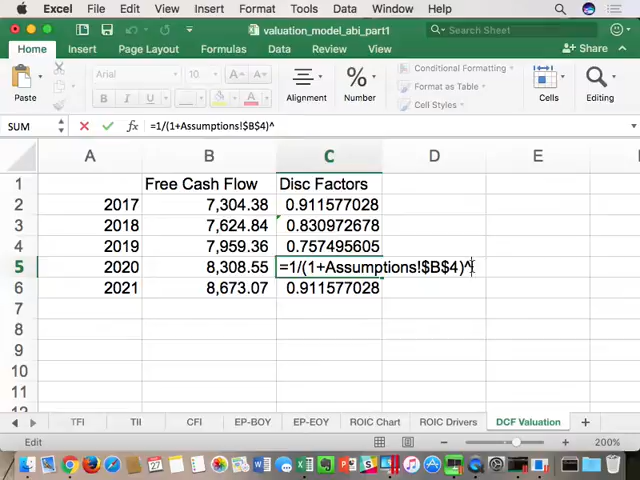 Excel File Edit View Insert Format Tools Data
valuation_model_abi_part1
Search Sheet
Home Insert Page Layout Formulas Data Review View
Share
Paste
Arial 10
A A
B I U
Alignment
%
Number
Conditional Formatting
Format as Table
Cell Styles
Cells
Editing
SUM fx =1/(1+Assumptions!$B$4)^
A B C D E
1 Free Cash Flow Disc Factors
2 2017 7,304.38 0.911577028
3 2018 7,624.84 0.830972678
4 2019 7,959.36 0.757495605
5 2020 8,308.55 =1/(1+Assumptions!$B$4)^
6 2021 8,673.07 0.911577028
7
8
9
10
11
12
TFI TII CFI EP-BOY EP-EOY ROIC Chart ROIC Drivers DCF Valuation +
Edit
200%